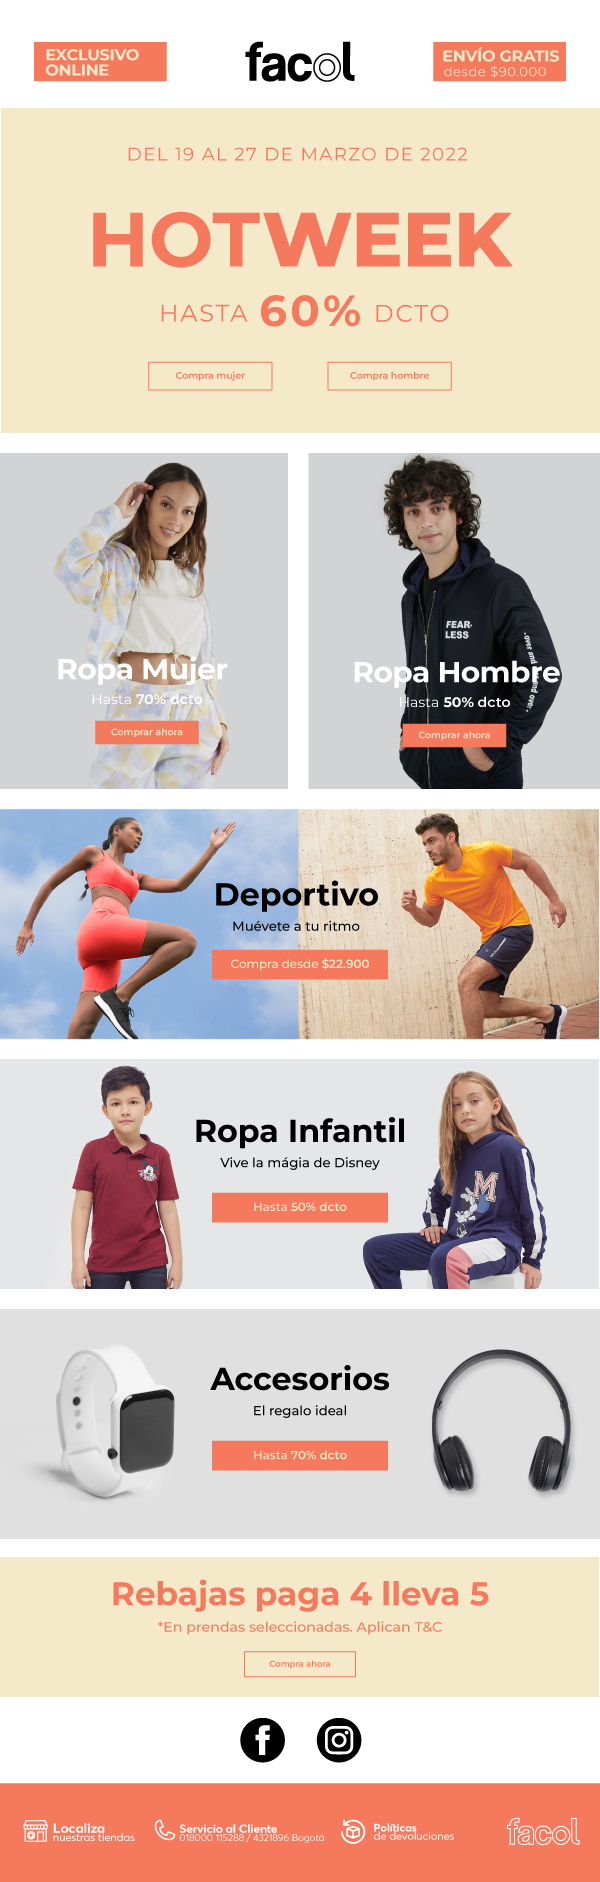 EXCLUSIVO
ONLINE
facol
ENVÍO GRATIS
desde $90.000
DEL 19 AL 27 DE MARZO DE 2022
HOTWEEK
HASTA 60% DCTO
Compra mujer
Compra hombre
FEAR-
LESS
Ropa Mujer
Hasta 70% dcto
Comprar ahora
Ropa Hombre
Hasta 50% dcto
Comprar ahora
Deportivo
Muévete a tu ritmo
Compra desde $22.900
Ropa Infantil
Vive la mágia de Disney
M
Hasta 50% dcto
Accesorios
El regalo ideal
Hasta 70% dcto
Rebajas paga 4 lleva 5
*En prendas seleccionadas. Aplican T&C
Compra ahora
Localiza
nuestras tiendas
Servicio al Cliente
018000 115288 / 4321896 Bogotá
Políticas
de devoluciones
facol